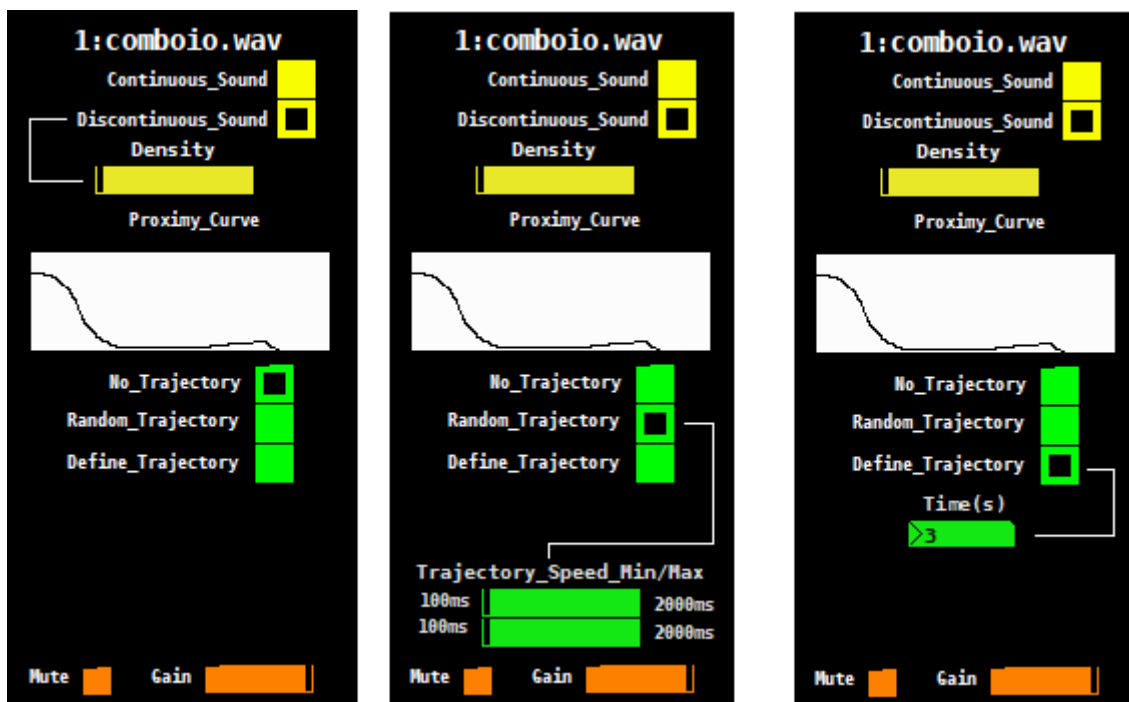 1:comboio.wav
Continuous_Sound
Discontinuous_Sound
Density
Proximy_Curve
No_Trajectory
Random_Trajectory
Define_Trajectory
Mute Gain
1:comboio.wav
Continuous_Sound
Discontinuous_Sound
Density
Proximy_Curve
No_Trajectory
Random_Trajectory
Define_Trajectory
Trajectory_Speed_Min/Max
100ms 2000ms
100ms 2000ms
Mute Gain
1:comboio.wav
Continuous_Sound
Discontinuous_Sound
Density
Proximy_Curve
No_Trajectory
Random_Trajectory
Define_Trajectory
Time(s)
3
Mute Gain